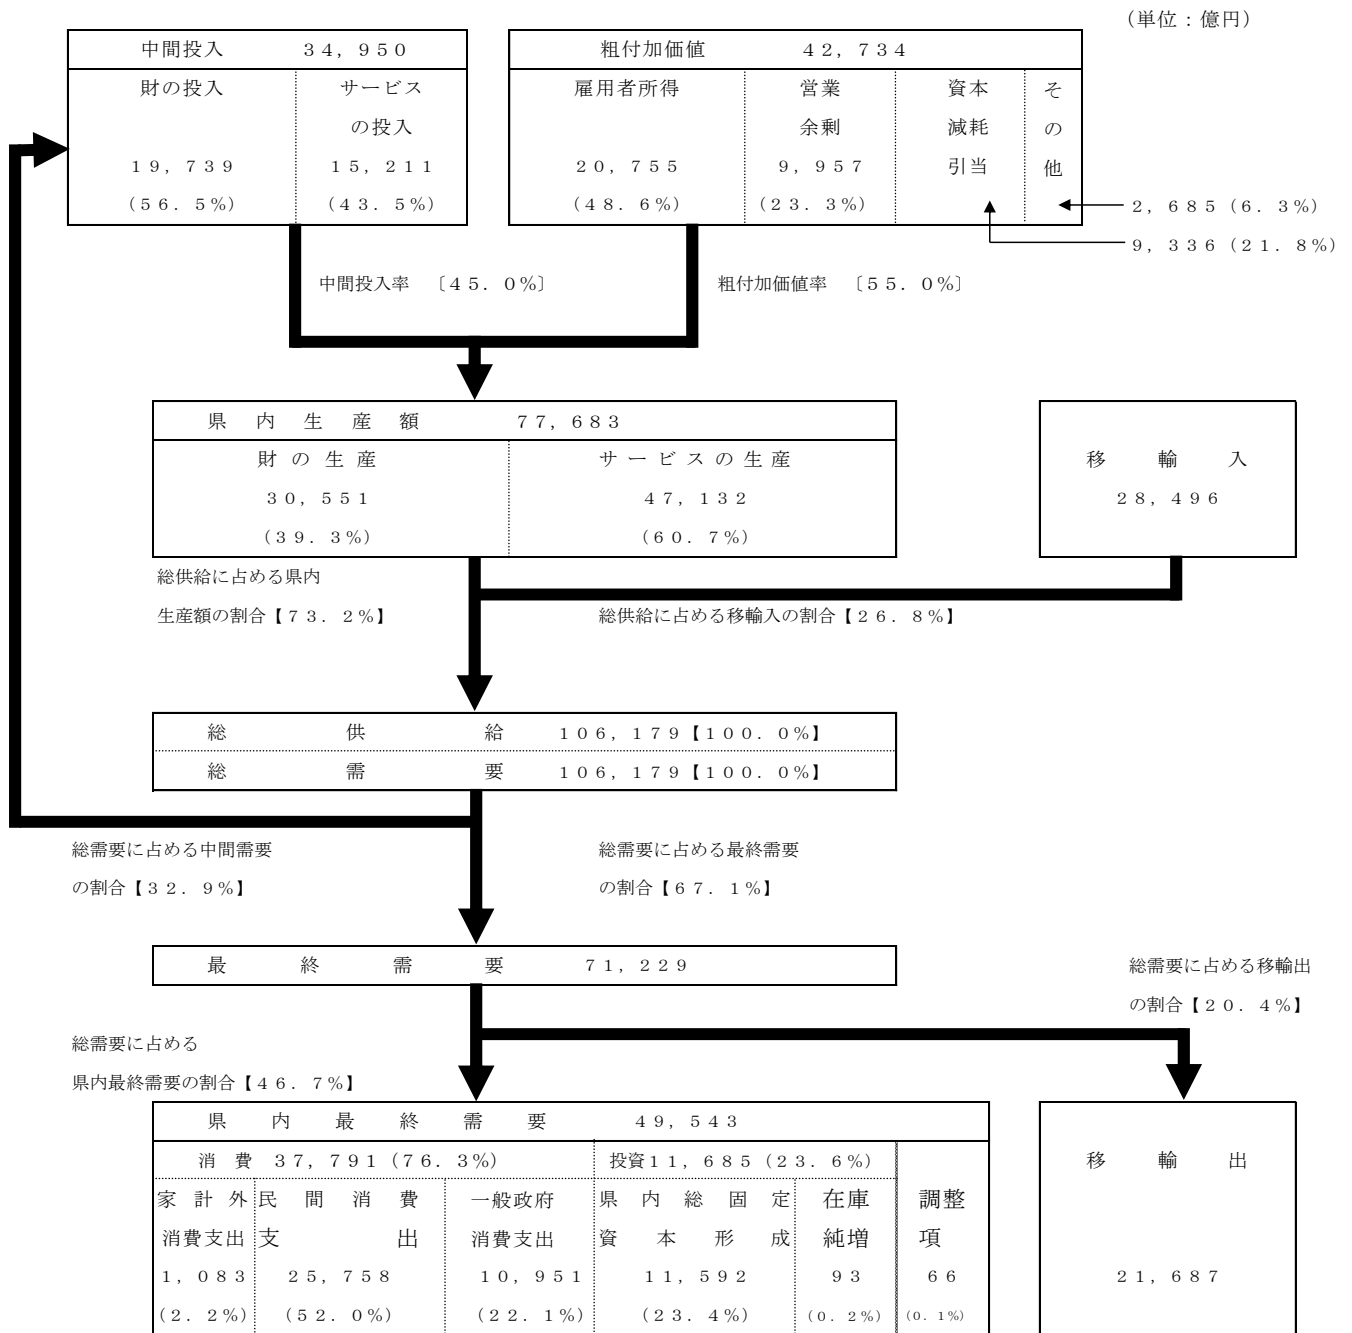 （単位：億円）
中間投入　３４，９５０
粗付加価値　４２，７３４
財の投入
サービス
の投入
１９，７３９
１５，２１１
（５６．５％）
（４３．５％）
雇用者所得
２０，７５５
（４８．６％）
営業
余剰
９，９５７
（２３．３％）
資本
減耗
引当
その他
２，６８５（６．３％）
９，３３６（２１．８％）
中間投入率　〔４５．０％〕
粗付加価値率　〔５５．０％〕
県内生産額　７７，６８３
財の生産
３０，５５１
（３９．３％）
サービスの生産
４７，１３２
（６０．７％）
移輸入
２８，４９６
総供給に占める県内
生産額の割合【７３．２％】
総供給に占める移輸入の割合【２６．８％】
総供給　１０６，１７９【１００．０％】
総需要　１０６，１７９【１００．０％】
総需要に占める中間需要
の割合【３２．９％】
総需要に占める最終需要
の割合【６７．１％】
最終需要　７１，２２９
総需要に占める移輸出
の割合【２０．４％】
総需要に占める
県内最終需要の割合【４６．７％】
県内最終需要　４９，５４３
消費　３７，７９１（７６．３％）
投資１１，６８５（２３．６％）
家計外
消費支出
１，０８３
（２．２％）
民間消費
支出
２５，７５８
（５２．０％）
一般政府
消費支出
１０，９５１
（２２．１％）
県内総固定
資本形成
１１，５９２
（２３．４％）
在庫
純増
９３
（０．２％）
調整
項
６６
（０．１％）
移輸出
２１，６８７